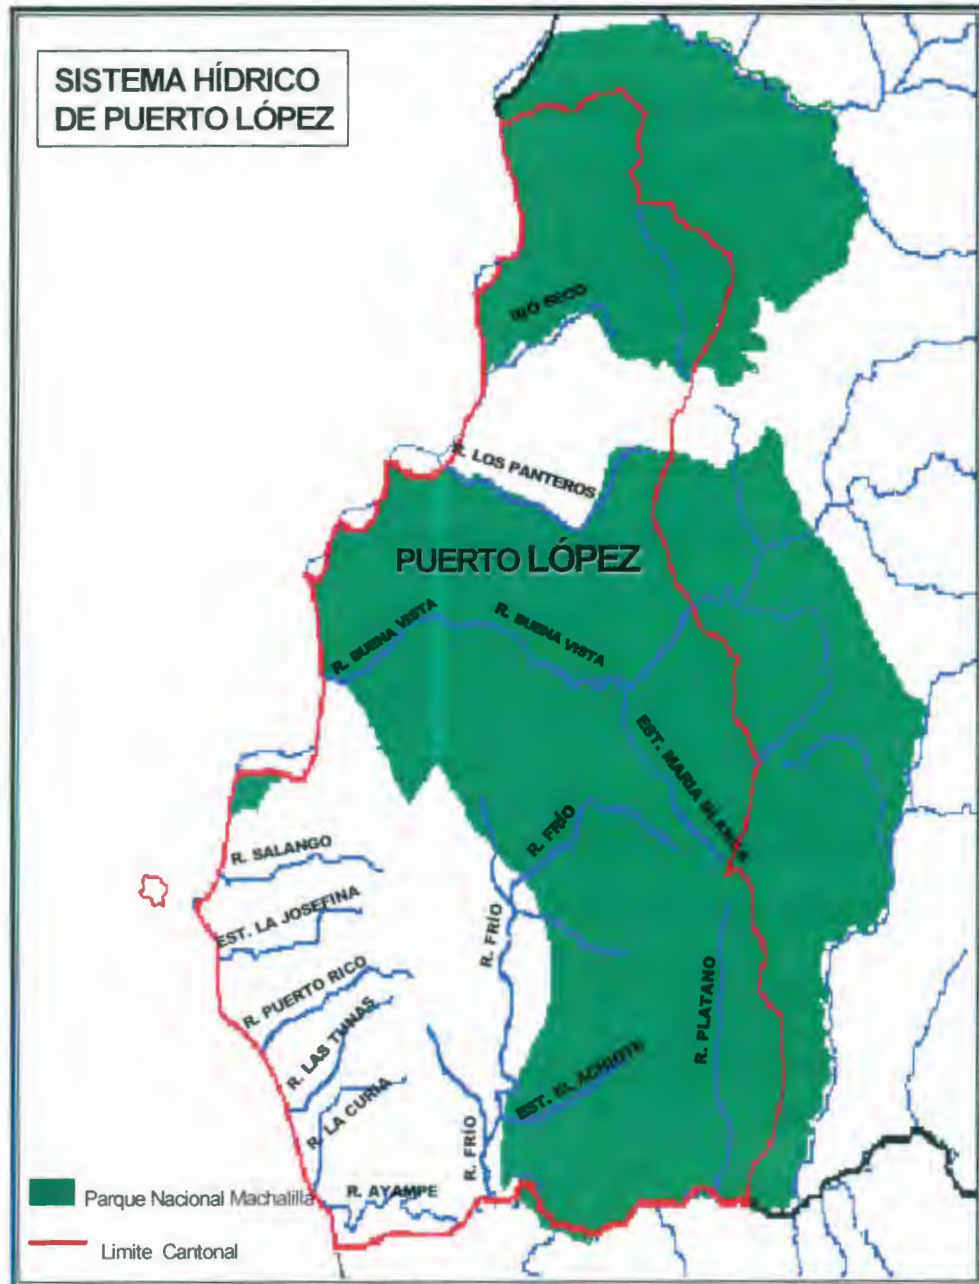 SISTEMA HÍDRICO
DE PUERTO LÓPEZ
RIÓ SECO
R. LOS PANTEROS
PUERTO LÓPEZ
R. BUENA VISTA
R. BUENA VISTA
EST. MARIA BLANCA
R. FRÍO
R. SALANGO
EST. LA JOSEFINA
R. FRÍO
R. PUERTO RICO
R. PLATANO
R. LAS TUNAS
EST. EL ACHIOTE
R. LA CURIA
R. FRÍO
R. AYAMPE
Parque Nacional Machalilla
Limite Cantonal